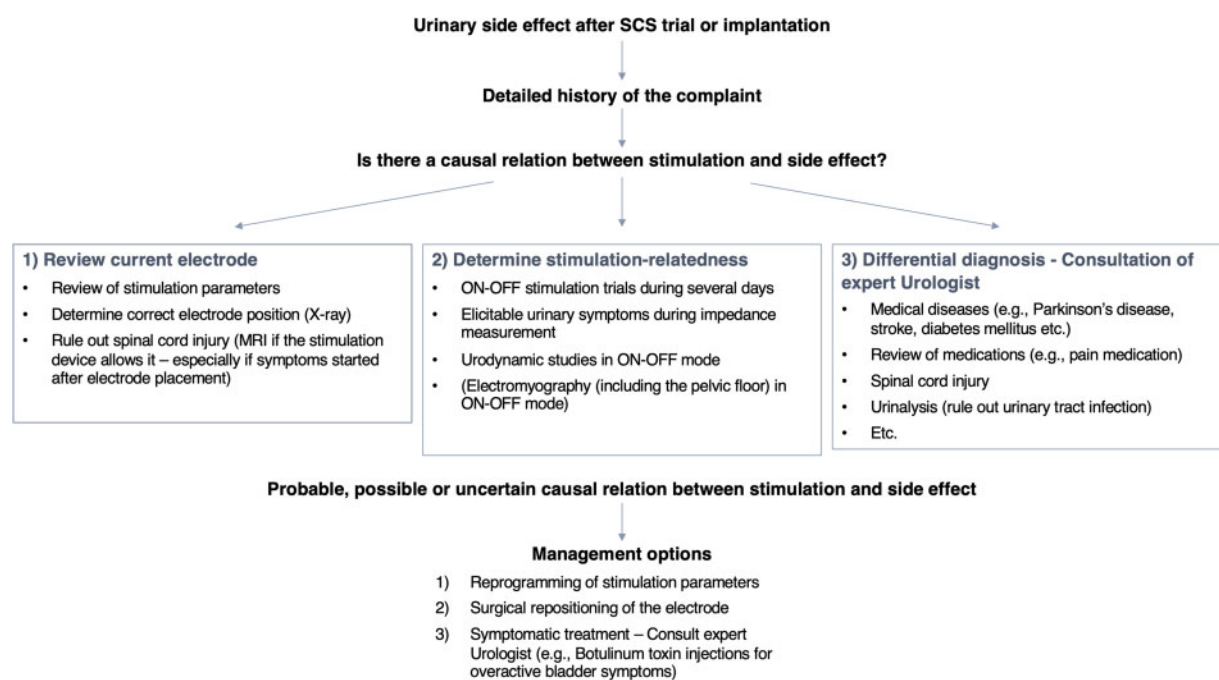 Urinary side effect after SCS trial or implantation
Detailed history of the complaint
Is there a causal relation between stimulation and side effect?
1) Review current electrode
• Review of stimulation parameters
• Determine correct electrode position (X-ray)
• Rule out spinal cord injury (MRI if the stimulation
device allows it – especially if symptoms started
after electrode placement)
2) Determine stimulation-relatedness
• ON-OFF stimulation trials during several days
• Elicitable urinary symptoms during impedance
measurement
• Urodynamic studies in ON-OFF mode
• (Electromyography (including the pelvic floor) in
ON-OFF mode)
3) Differential diagnosis - Consultation of
expert Urologist
• Medical diseases (e.g., Parkinson's disease,
stroke, diabetes mellitus etc.)
• Review of medications (e.g., pain medication)
• Spinal cord injury
• Urinalysis (rule out urinary tract infection)
• Etc.
Probable, possible or uncertain causal relation between stimulation and side effect
Management options
1) Reprogramming of stimulation parameters
2) Surgical repositioning of the electrode
3) Symptomatic treatment – Consult expert
Urologist (e.g., Botulinum toxin injections for
overactive bladder symptoms)